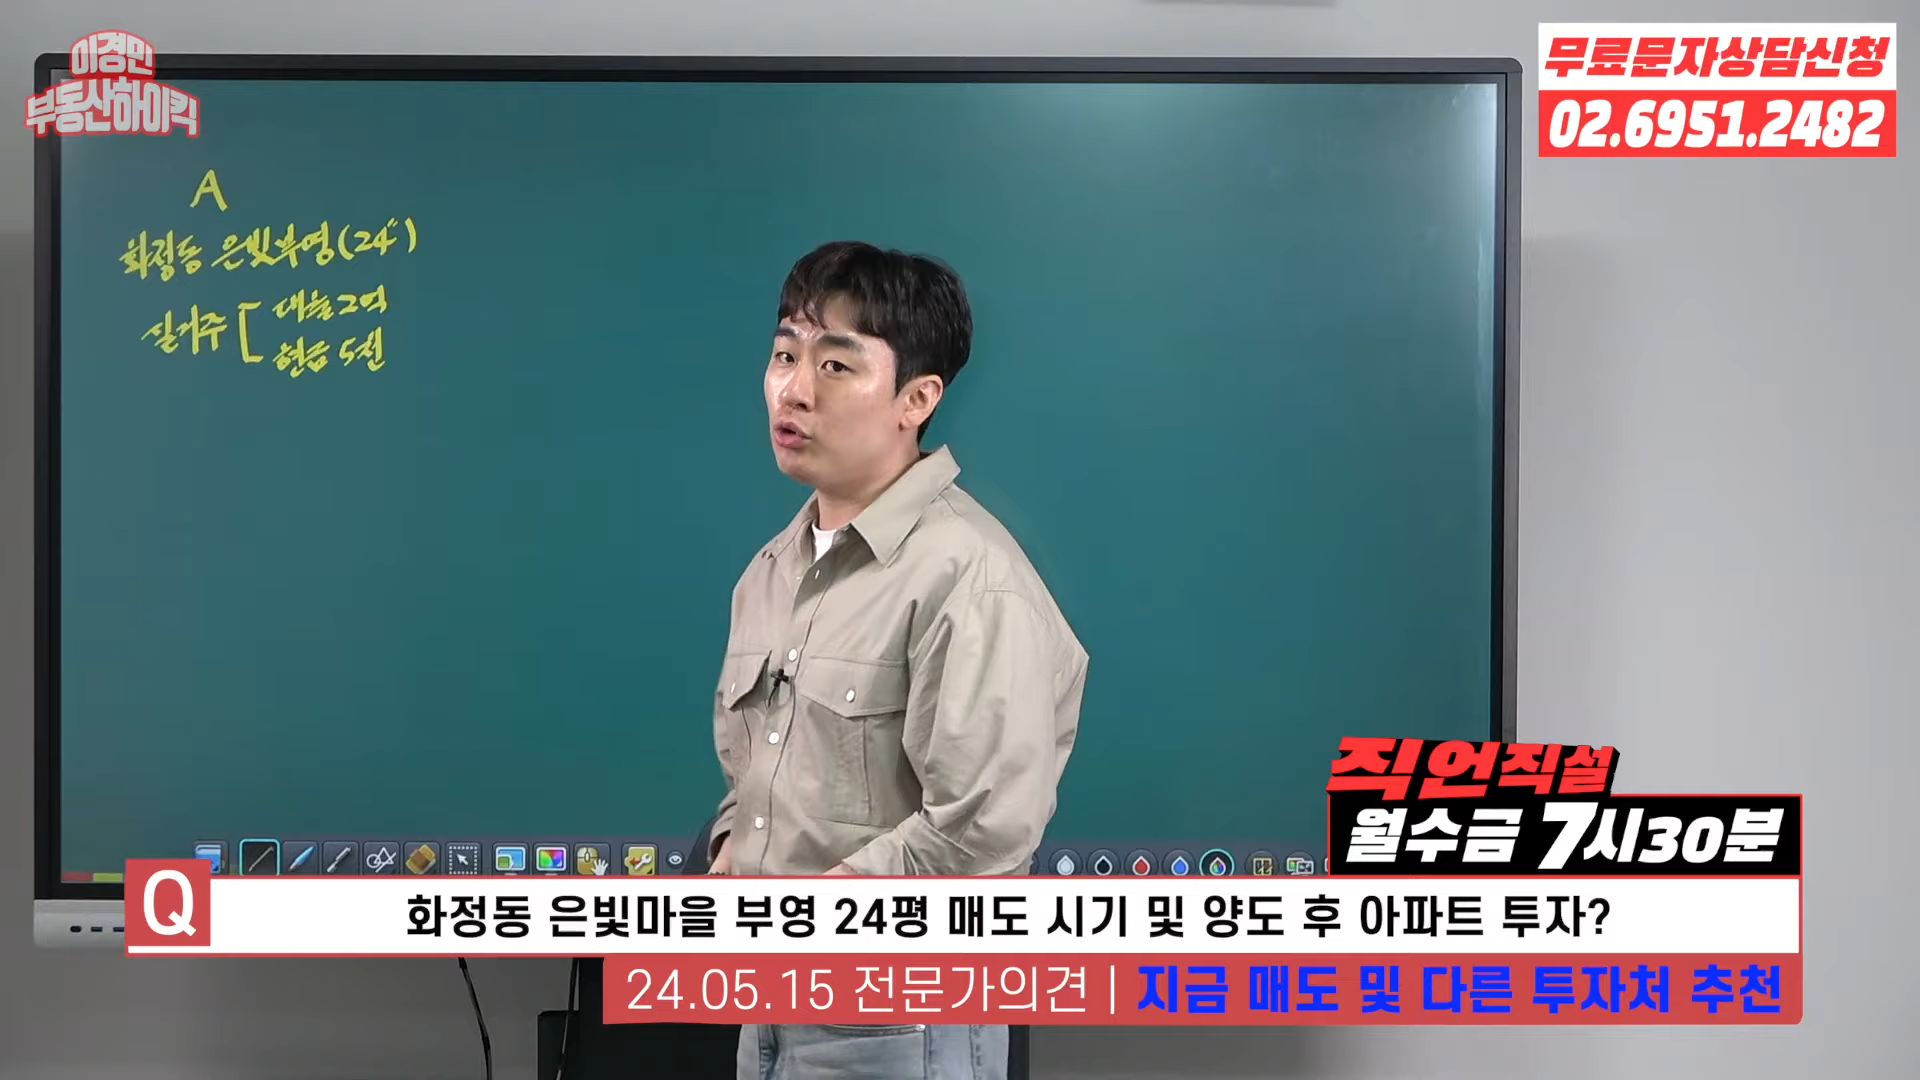 이경민
부동산하이킥
무료문자상담신청
02.6951.2482
A
화정동 은빛부영(24")
실거주
대출2억
현금 5천
직언직설
월수금 7시30분
Q
화정동 은빛마을 부영 24평 매도 시기 및 양도 후 아파트 투자?
24.05.15 전문가의견 | 지금 매도 및 다른 투자처 추천